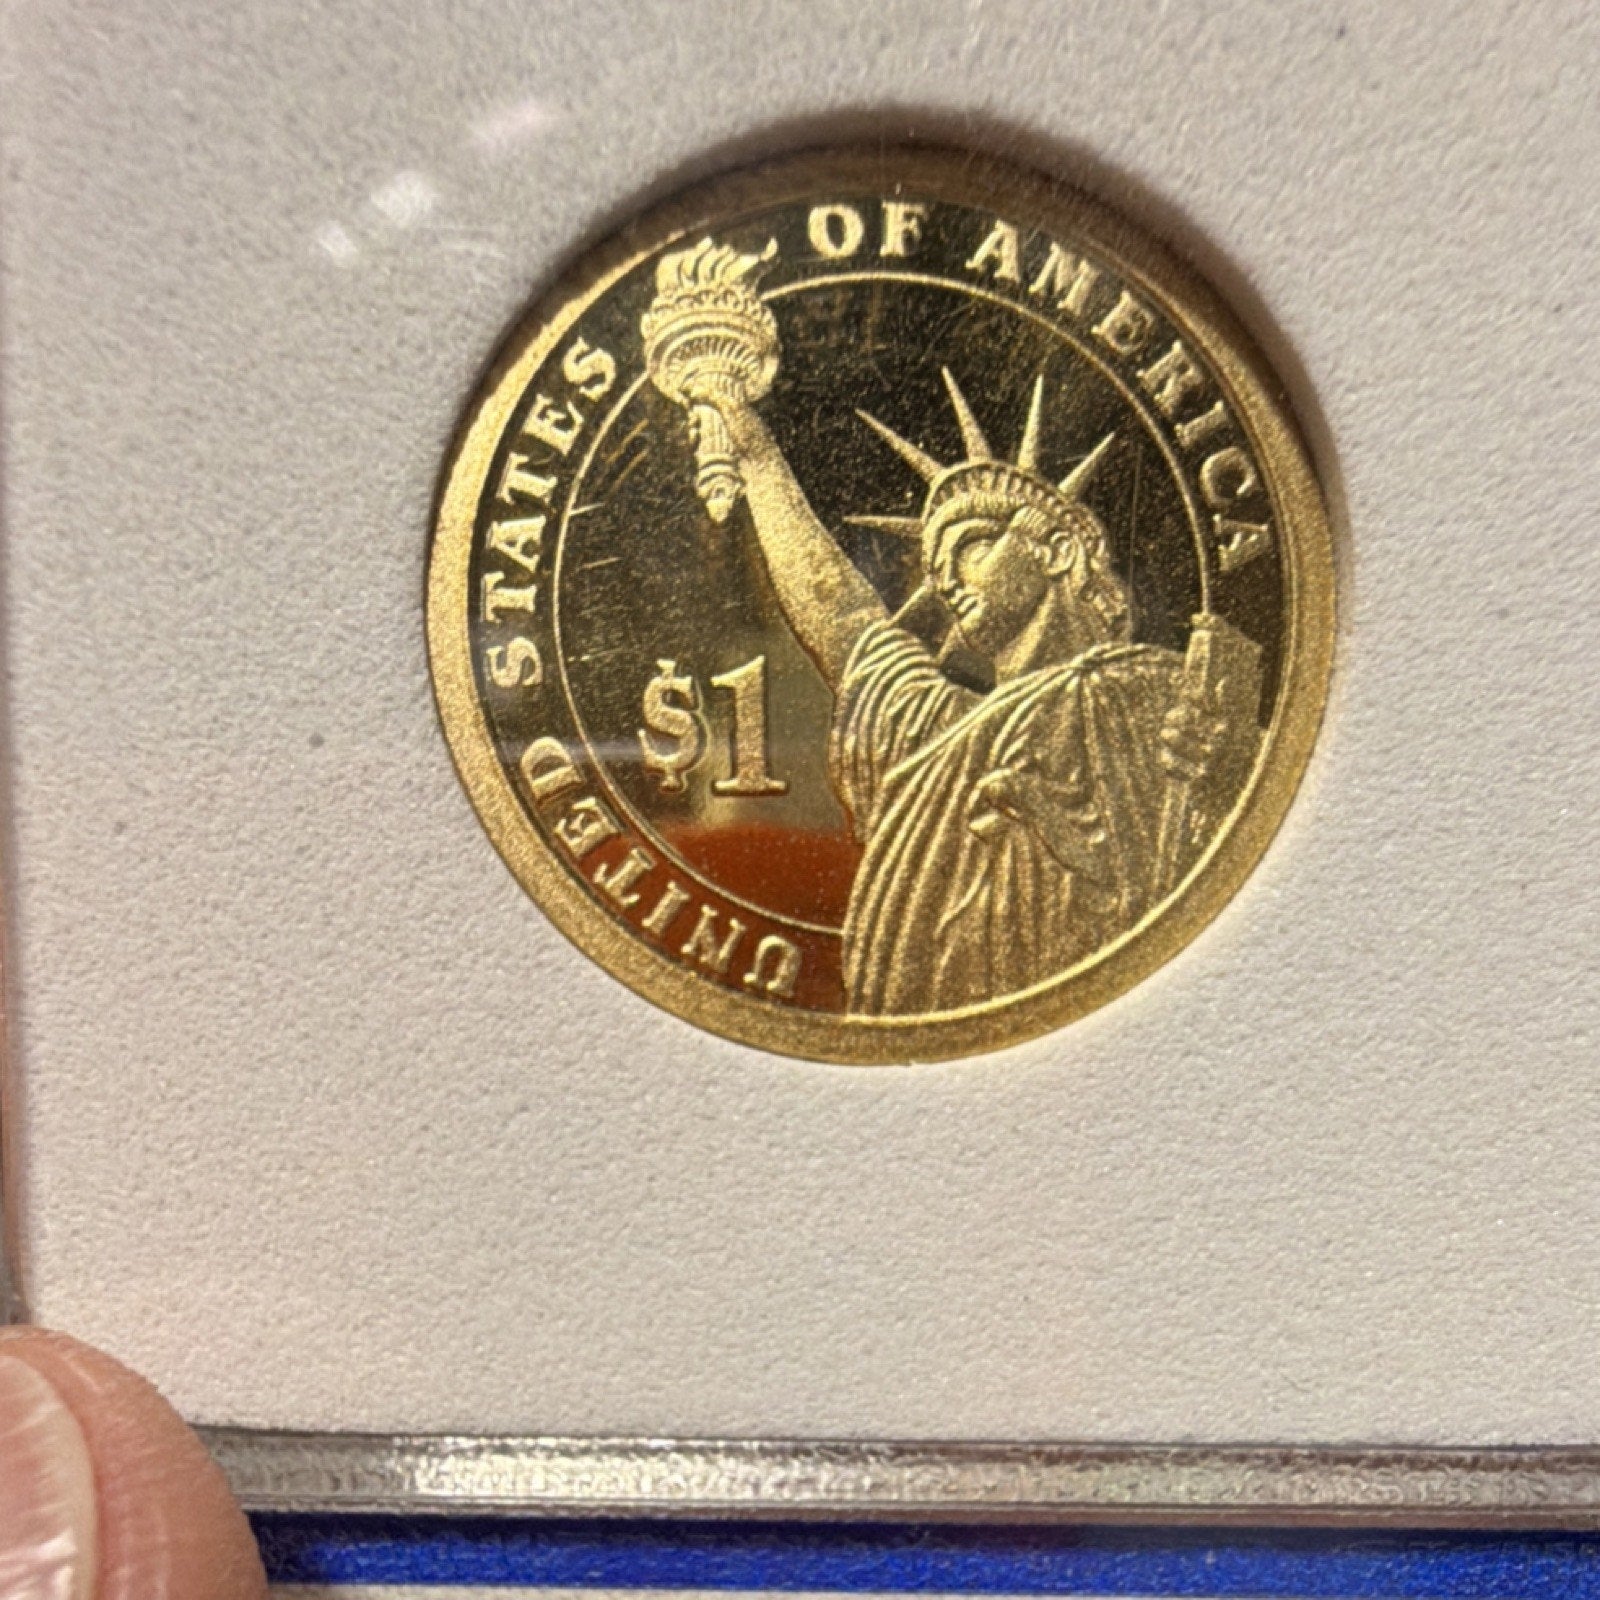 UNITED STATES OF AMERICA
$1